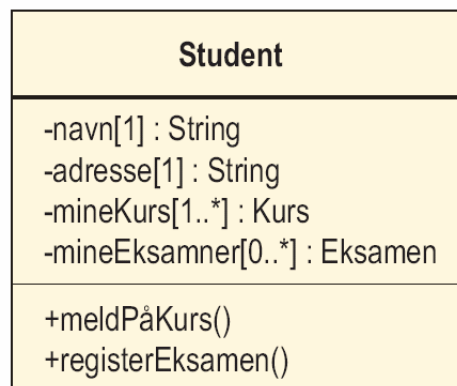 Student
-navn[1] : String
-adresse[1] : String
-mineKurs[1..*] : Kurs
-mineEksamner[0..*] : Eksamen
+meldPåKurs()
+registerEksamen()